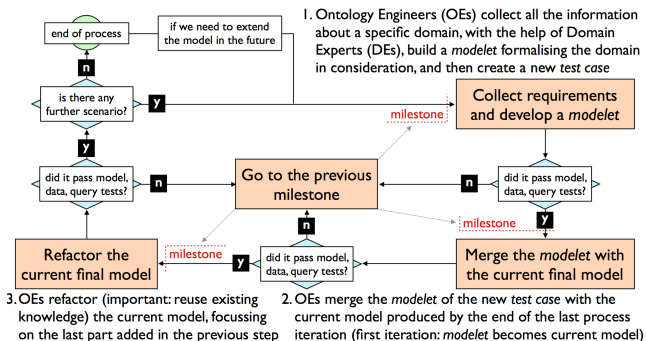 end of process
if we need to extend
the model in the future
1. Ontology Engineers (OEs) collect all the information
about a specific domain, with the help of Domain
Experts (DEs), build a modelet formalising the domain
in consideration, and then create a new test case
n
is there any
further scenario?
y
milestone
Collect requirements
and develop a modelet
y
did it pass model,
data, query tests?
n
Go to the previous
milestone
n
did it pass model,
data, query tests?
n
y
milestone
Refactor the
current final model
milestone
y
did it pass model,
data, query tests?
Merge the modelet with
the current final model
3. OEs refactor (important: reuse existing
knowledge) the current model, focussing
on the last part added in the previous step
2. OEs merge the modelet of the new test case with the
current model produced by the end of the last process
iteration (first iteration: modelet becomes current model)